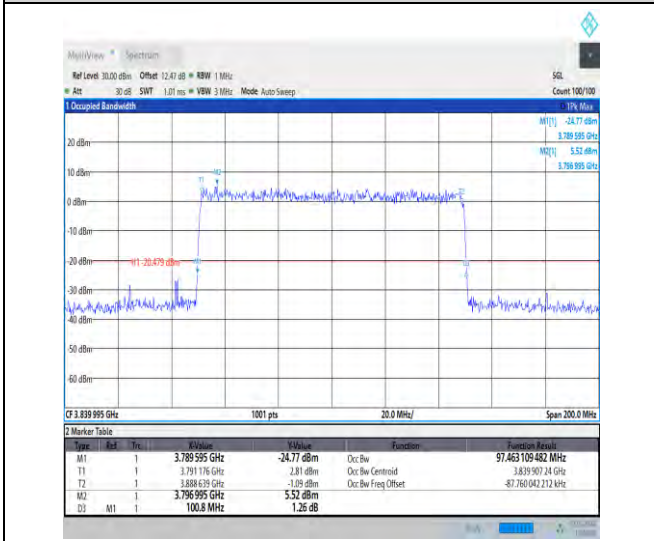 MultiView Spectrum
Ref Level 30.00 dBm Offset 12.47 dB RBW 1 MHz SGL
Att 30 dB SWT 1.01 ms VBW 3 MHz Mode Auto Sweep Count 100/100
1 Occupied Bandwidth 1Pk Max
M1[1] -24.77 dBm
3.789 595 GHz
20 dBm
M2[1] 5.52 dBm
3.796 995 GHz
10 dBm
T1 M2 T2
0 dBm
-10 dBm
-20 dBm H1 -20.479 dBm
-30 dBm
-40 dBm
-50 dBm
-60 dBm
CF 3.839 995 GHz 1001 pts 20.0 MHz/ Span 200.0 MHz
2 Marker Table
Type Ref Trc X-Value Y-Value Function Function Result
M1 1 3.789 595 GHz -24.77 dBm Occ Bw 97.463 109 482 MHz
T1 1 3.791 176 GHz 2.81 dBm Occ Bw Centroid 3.839 907 24 GHz
T2 1 3.888 639 GHz -1.09 dBm Occ Bw Freq Offset -87.760 042 212 kHz
M2 1 3.796 995 GHz 5.52 dBm
D3 M1 1 100.8 MHz 1.26 dB